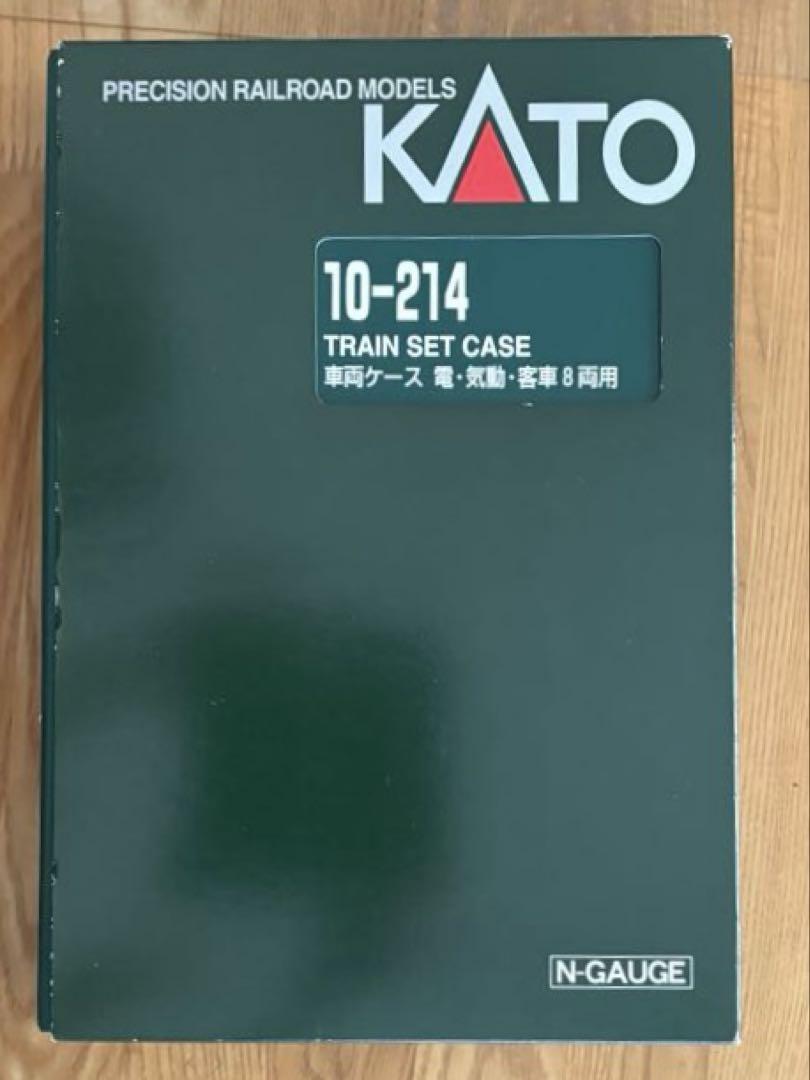 PRECISION RAILROAD MODELS
KATO
10-214
TRAIN SET CASE
車両ケース 電・気動・客車8両用
N-GAUGE